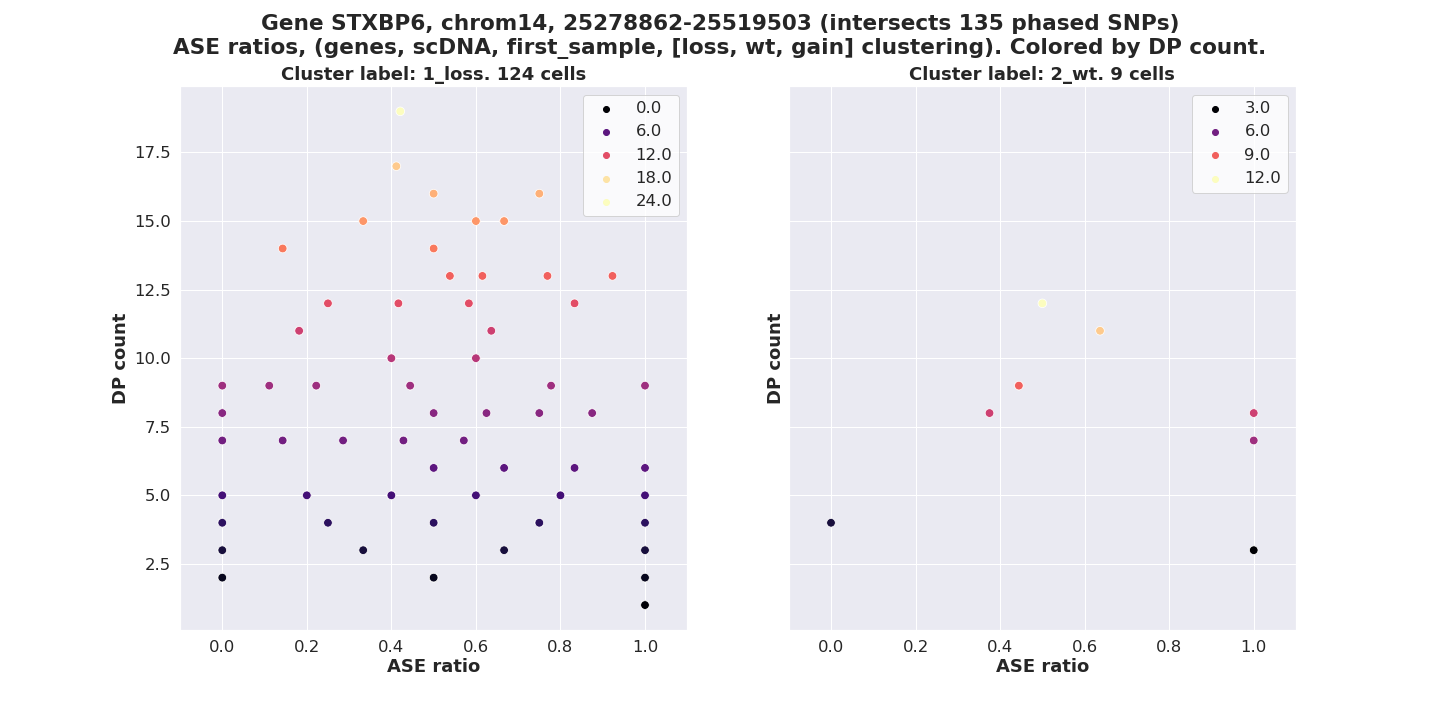 Gene STXBP6, chrom14, 25278862-25519503 (intersects 135 phased SNPs)
ASE ratios, (genes, scDNA, first_sample, [loss, wt, gain] clustering). Colored by DP count.
Cluster label: 1_loss. 124 cells
0.0
6.0
12.0
18.0
24.0
17.5
15.0
12.5
10.0
7.5
5.0
2.5
DP count
0.0 0.2 0.4 0.6 0.8 1.0
ASE ratio
Cluster label: 2_wt. 9 cells
3.0
6.0
9.0
12.0
DP count
0.0 0.2 0.4 0.6 0.8 1.0
ASE ratio